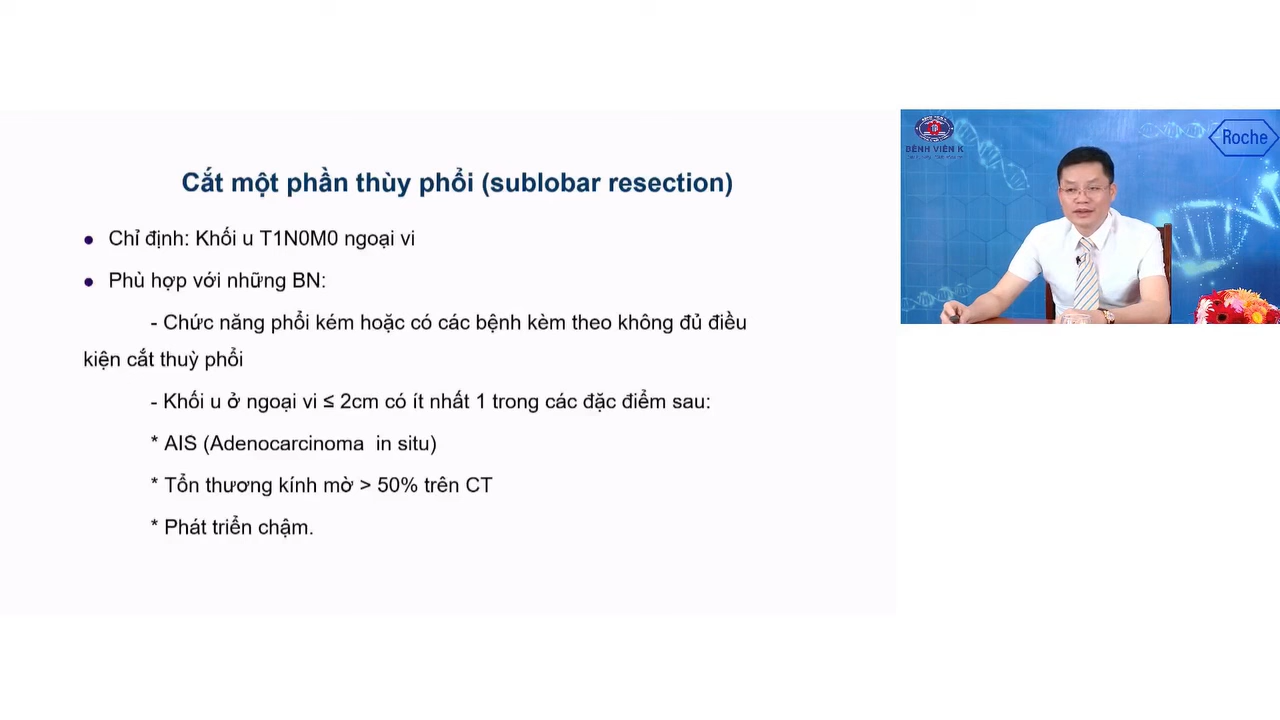 Cắt một phần thùy phổi (sublobar resection)
● Chỉ định: Khối u T1N0M0 ngoại vi
● Phù hợp với những BN:
- Chức năng phổi kém hoặc có các bệnh kèm theo không đủ điều
kiện cắt thuỳ phổi
- Khối u ở ngoại vi ≤ 2cm có ít nhất 1 trong các đặc điểm sau:
* AIS (Adenocarcinoma in situ)
* Tổn thương kính mờ > 50% trên CT
* Phát triển chậm.
BỆNH VIỆN K
Roche